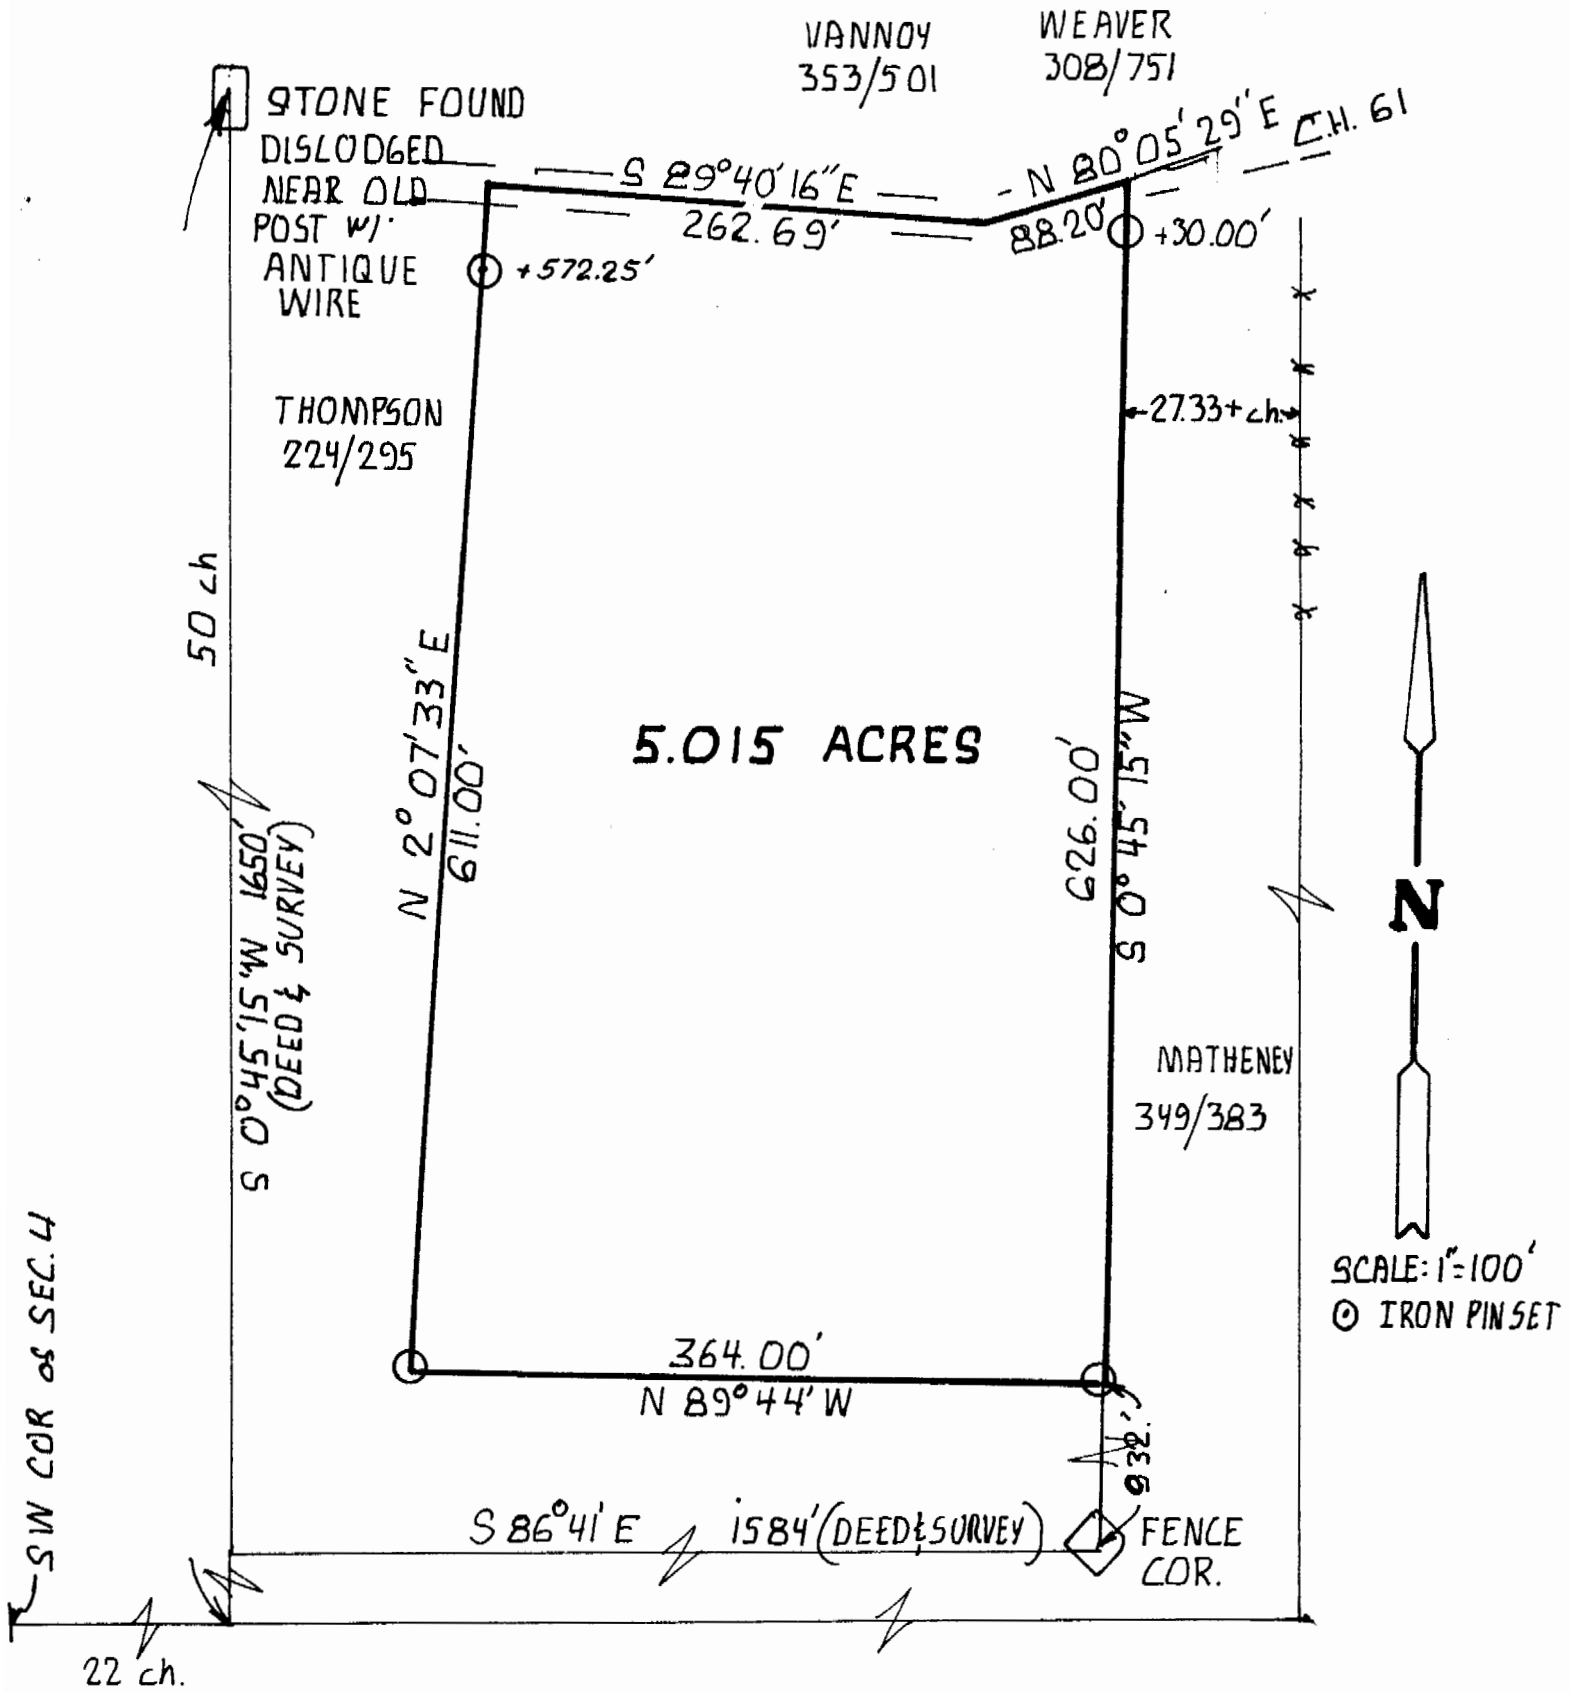 VANNOY
353/501
WEAVER
308/751
STONE FOUND
DISLODGED
NEAR OLD
POST W/
ANTIQUE
WIRE
S 89°40'16"E
262.69'
N 80°05'29"E
88.20'
C.H. 61
+572.25'
+30.00'
THOMPSON
224/295
27.33+ch.
50 ch
N 2°07'33"E
611.00'
5.015 ACRES
626.00'
S 0°45'15"W
S 0°45'15"W 1650'
(DEED & SURVEY)
MATHENEY
349/383
N
SCALE: 1"=100'
IRON PIN SET
364.00'
N 89°44'W
932.'
S 86°41'E 1584' (DEED & SURVEY)
FENCE
COR.
SW COR of SEC. 4
22 ch.